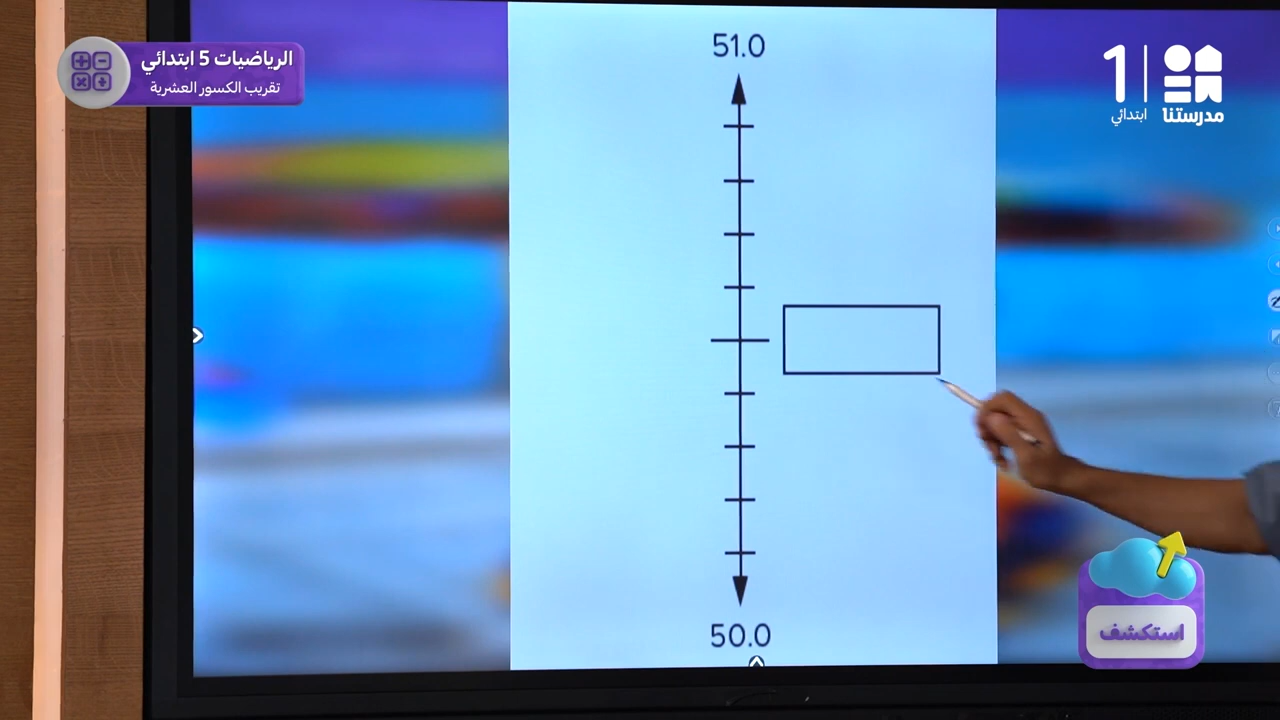 الرياضيات 5 ابتدائي
تقريب الكسور العشرية
1 ابتدائي
مدرستنا
51.0
50.0
استكشف